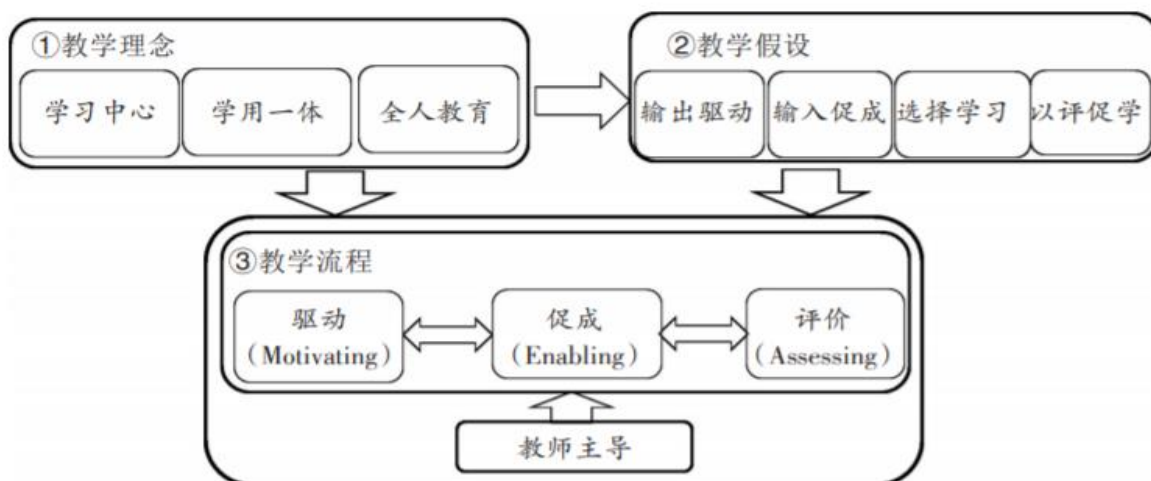 ①教学理念
学习中心
学用一体
全人教育
②教学假设
输出驱动
输入促成
选择学习
以评促学
③教学流程
驱动
(Motivating)
促成
(Enabling)
评价
(Assessing)
教师主导